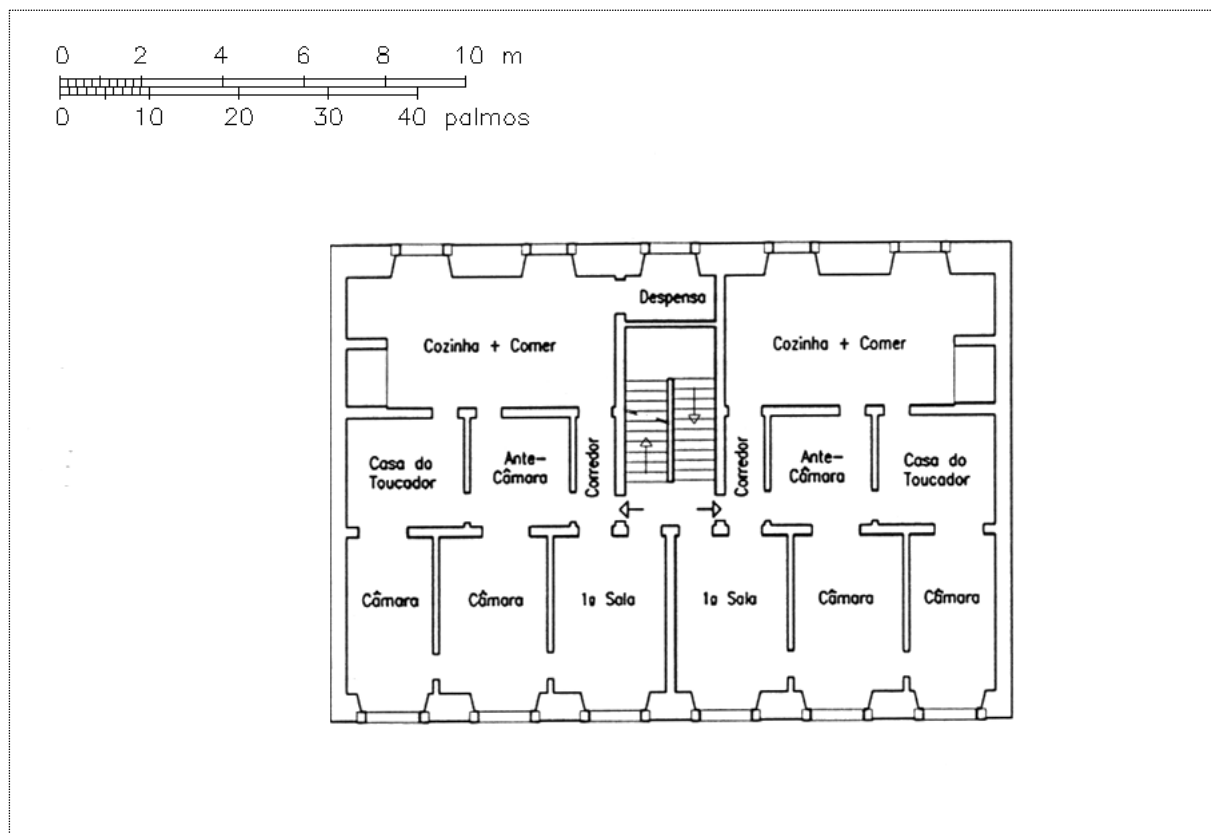 0 2 4 6 8 10 m
0 10 20 30 40 palmos
Despensa
Cozinha + Comer
Cozinha + Comer
Casa do
Toucador
Ante-
Câmara
Corredor
Corredor
Ante-
Câmara
Casa do
Toucador
Câmara
Câmara
1ª Sala
1ª Sala
Câmara
Câmara